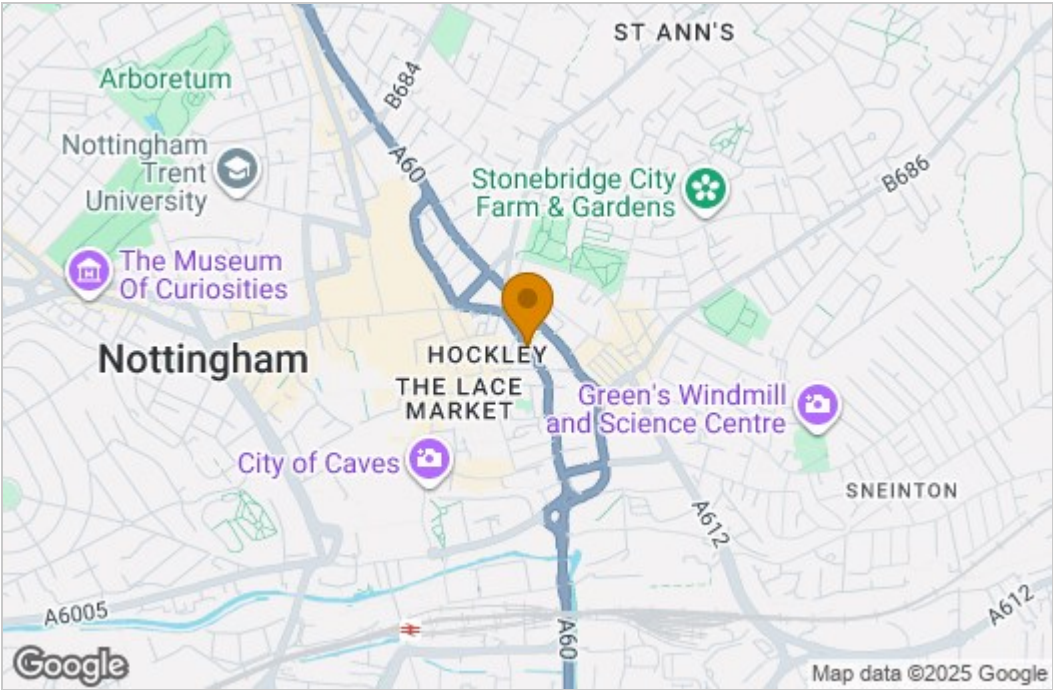 ST ANN'S
Arboretum
B684
Nottingham
Trent
University
A60
Stonebridge City
Farm & Gardens
B686
The Museum
Of Curiosities
Nottingham
HOCKLEY
THE LACE
MARKET
Green's Windmill
and Science Centre
City of Caves
SNEINTON
A612
A6005
A60
A612
Google
Map data ©2025 Google